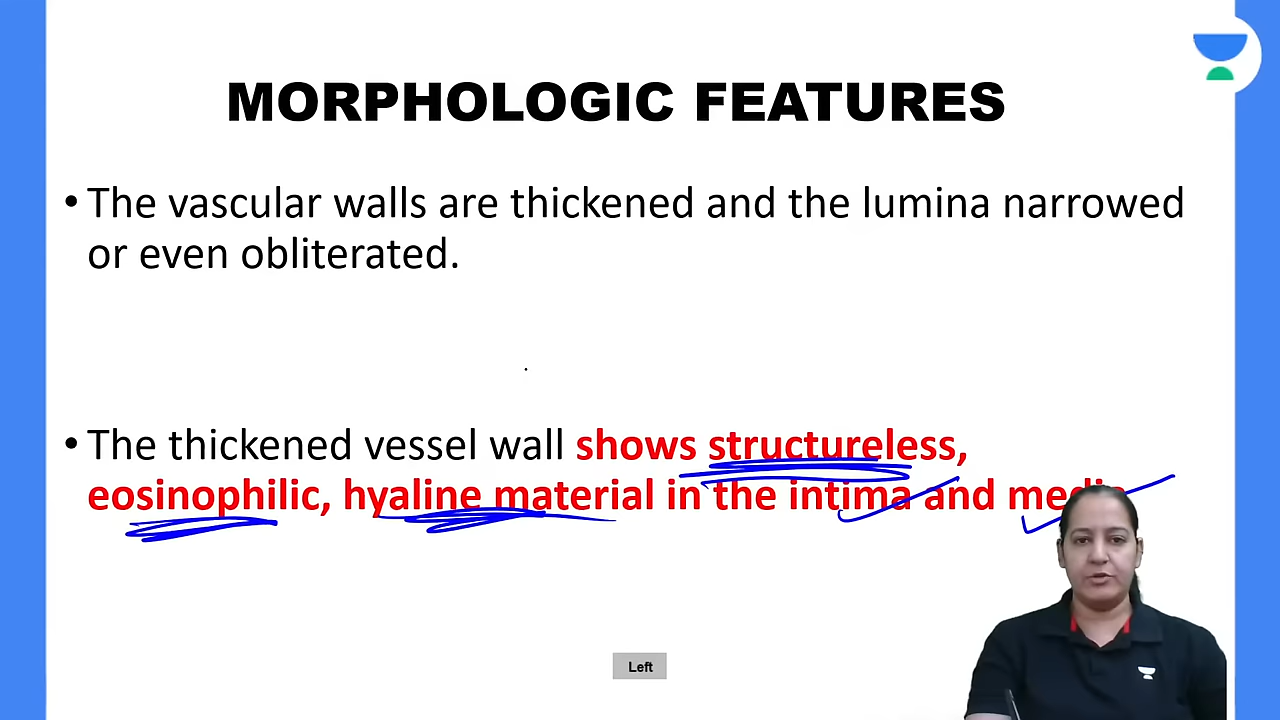 MORPHOLOGIC FEATURES
• The vascular walls are thickened and the lumina narrowed
or even obliterated.
• The thickened vessel wall shows structureless,
eosinophilic, hyaline material in the intima and media
Left